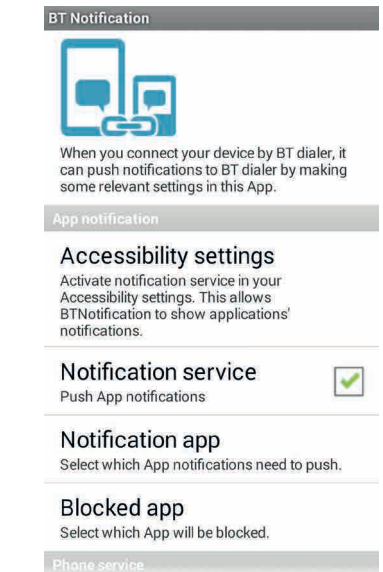 BT Notification
When you connect your device by BT dialer, it
can push notifications to BT dialer by making
some relevant settings in this App.
App notification
Accessibility settings
Activate notification service in your
Accessibility settings. This allows
BTNotification to show applications'
notifications.
Notification service
Push App notifications
Notification app
Select which App notifications need to push.
Blocked app
Select which App will be blocked.
Phone service